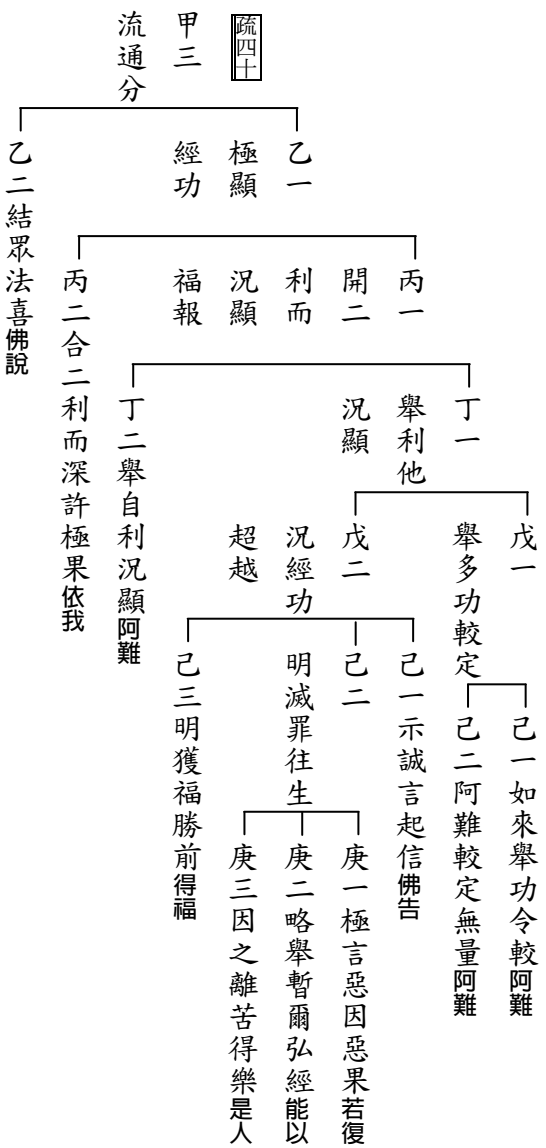 疏四十
甲三
流通分
乙一
極顯
經功
丙一
開二
利而
況顯
福報
丁一
舉利他
況顯
戊一
舉多功較定
己一如來舉功令較阿難
己二阿難較定無量阿難
戊二
況經功
超越
己一示誠言起信佛告
己二
明滅罪往生
庚一極言惡因惡果若復
庚二略舉暫爾弘經能以
庚三因之離苦得樂是人
己三明獲福勝前得福
丁二舉自利況顯阿難
丙二合二利而深許極果依我
乙二結眾法喜佛說